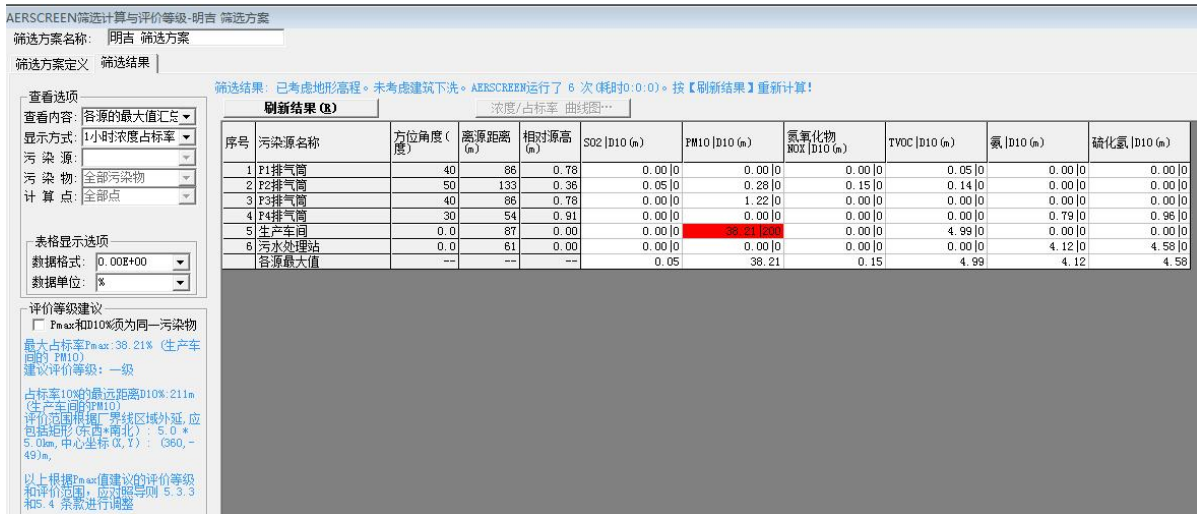 AERSCREEN筛选计算与评价等级-明吉 筛选方案
筛选方案名称: 明吉 筛选方案
筛选方案定义 筛选结果
筛选结果: 已考虑地形高程。未考虑建筑下洗。AERSCREEN运行了 6 次(耗时0:0:0)。按【刷新结果】重新计算!
刷新结果(R) 浓度/占标率 曲线图…
查看选项
查看内容: 各源的最大值汇总
显示方式: 1小时浓度占标率
污 染 源:
污 染 物: 全部污染物
计 算 点: 全部点
表格显示选项
数据格式: 0.00E+00
数据单位: %
评价等级建议
Pmax和D10%须为同一污染物
最大占标率Pmax:38.21% (生产车
间的 PM10)
建议评价等级: 一级
占标率10%的最远距离D10%:211m
(生产车间的PM10)
评价范围根据厂界线区域外延,应
包括矩形(东西*南北): 5.0 *
5.0km,中心坐标(X,Y): (360,-
49)m,
以上根据Pmax值建议的评价等级
和评价范围,应对照导则 5.3.3
和5.4 条款进行调整
序号 污染源名称 方位角度(度) 离源距离(m) 相对源高(m) SO2|D10(m) PM10|D10(m) 氮氧化物NOX|D10(m) TVOC|D10(m) 氨|D10(m) 硫化氢|D10(m)
1 P1排气筒 40 86 0.78 0.00|0 0.00|0 0.00|0 0.05|0 0.00|0 0.00|0
2 P2排气筒 50 133 0.36 0.05|0 0.28|0 0.15|0 0.14|0 0.00|0 0.00|0
3 P3排气筒 40 86 0.78 0.00|0 1.22|0 0.00|0 0.00|0 0.00|0 0.00|0
4 P4排气筒 30 54 0.91 0.00|0 0.00|0 0.00|0 0.00|0 0.79|0 0.96|0
5 生产车间 0.0 87 0.00 0.00|0 38.21|200 0.00|0 4.99|0 0.00|0 0.00|0
6 污水处理站 0.0 61 0.00 0.00|0 0.00|0 0.00|0 0.00|0 4.12|0 4.58|0
各源最大值 -- -- -- 0.05 38.21 0.15 4.99 4.12 4.58